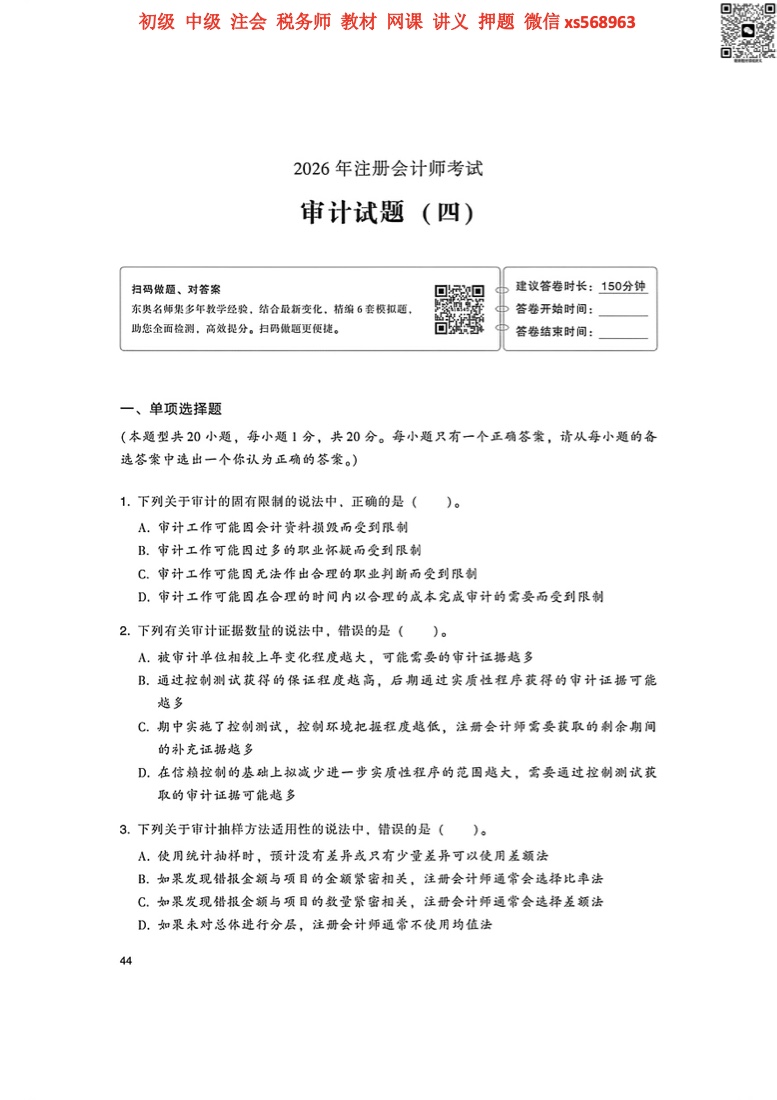 初级 中级 注会 税务师 教材 网课 讲义 押题 微信 xs568963
2026 年注册会计师考试
审计试题（四）
扫码做题、对答案
东奥名师集多年教学经验，结合最新变化，精编 6 套模拟题，
助您全面检测，高效提分。扫码做题更便捷。
建议答卷时长：150分钟
答卷开始时间：
答卷结束时间：
一、单项选择题
（本题型共 20 小题，每小题 1 分，共 20 分。每小题只有一个正确答案，请从每小题的备
选答案中选出一个你认为正确的答案。）
1. 下列关于审计的固有限制的说法中，正确的是（　　）。
A. 审计工作可能因会计资料损毁而受到限制
B. 审计工作可能因过多的职业怀疑而受到限制
C. 审计工作可能因无法作出合理的职业判断而受到限制
D. 审计工作可能因在合理的时间内以合理的成本完成审计的需要而受到限制
2. 下列有关审计证据数量的说法中，错误的是（　　）。
A. 被审计单位相较上年变化程度越大，可能需要的审计证据越多
B. 通过控制测试获得的保证程度越高，后期通过实质性程序获得的审计证据可能
越多
C. 期中实施了控制测试，控制环境把握程度越低，注册会计师需要获取的剩余期间
的补充证据越多
D. 在信赖控制的基础上拟减少进一步实质性程序的范围越大，需要通过控制测试获
取的审计证据可能越多
3. 下列关于审计抽样方法适用性的说法中，错误的是（　　）。
A. 使用统计抽样时，预计没有差异或只有少量差异可以使用差额法
B. 如果发现错报金额与项目的金额紧密相关，注册会计师通常会选择比率法
C. 如果发现错报金额与项目的数量紧密相关，注册会计师通常会选择差额法
D. 如果未对总体进行分层，注册会计师通常不使用均值法
44